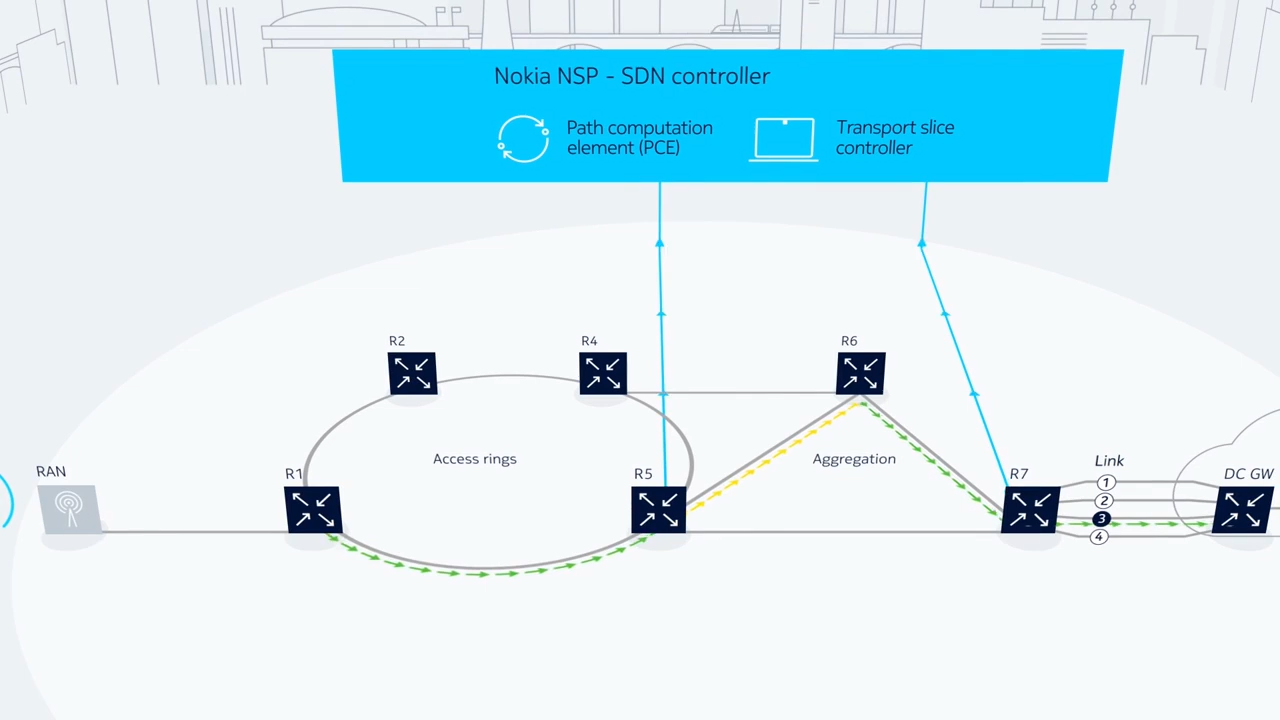 Nokia NSP - SDN controller
Path computation
element (PCE)
Transport slice
controller
R2
R4
R6
RAN
R1
Access rings
R5
Aggregation
R7
Link
1
2
3
4
DC GW